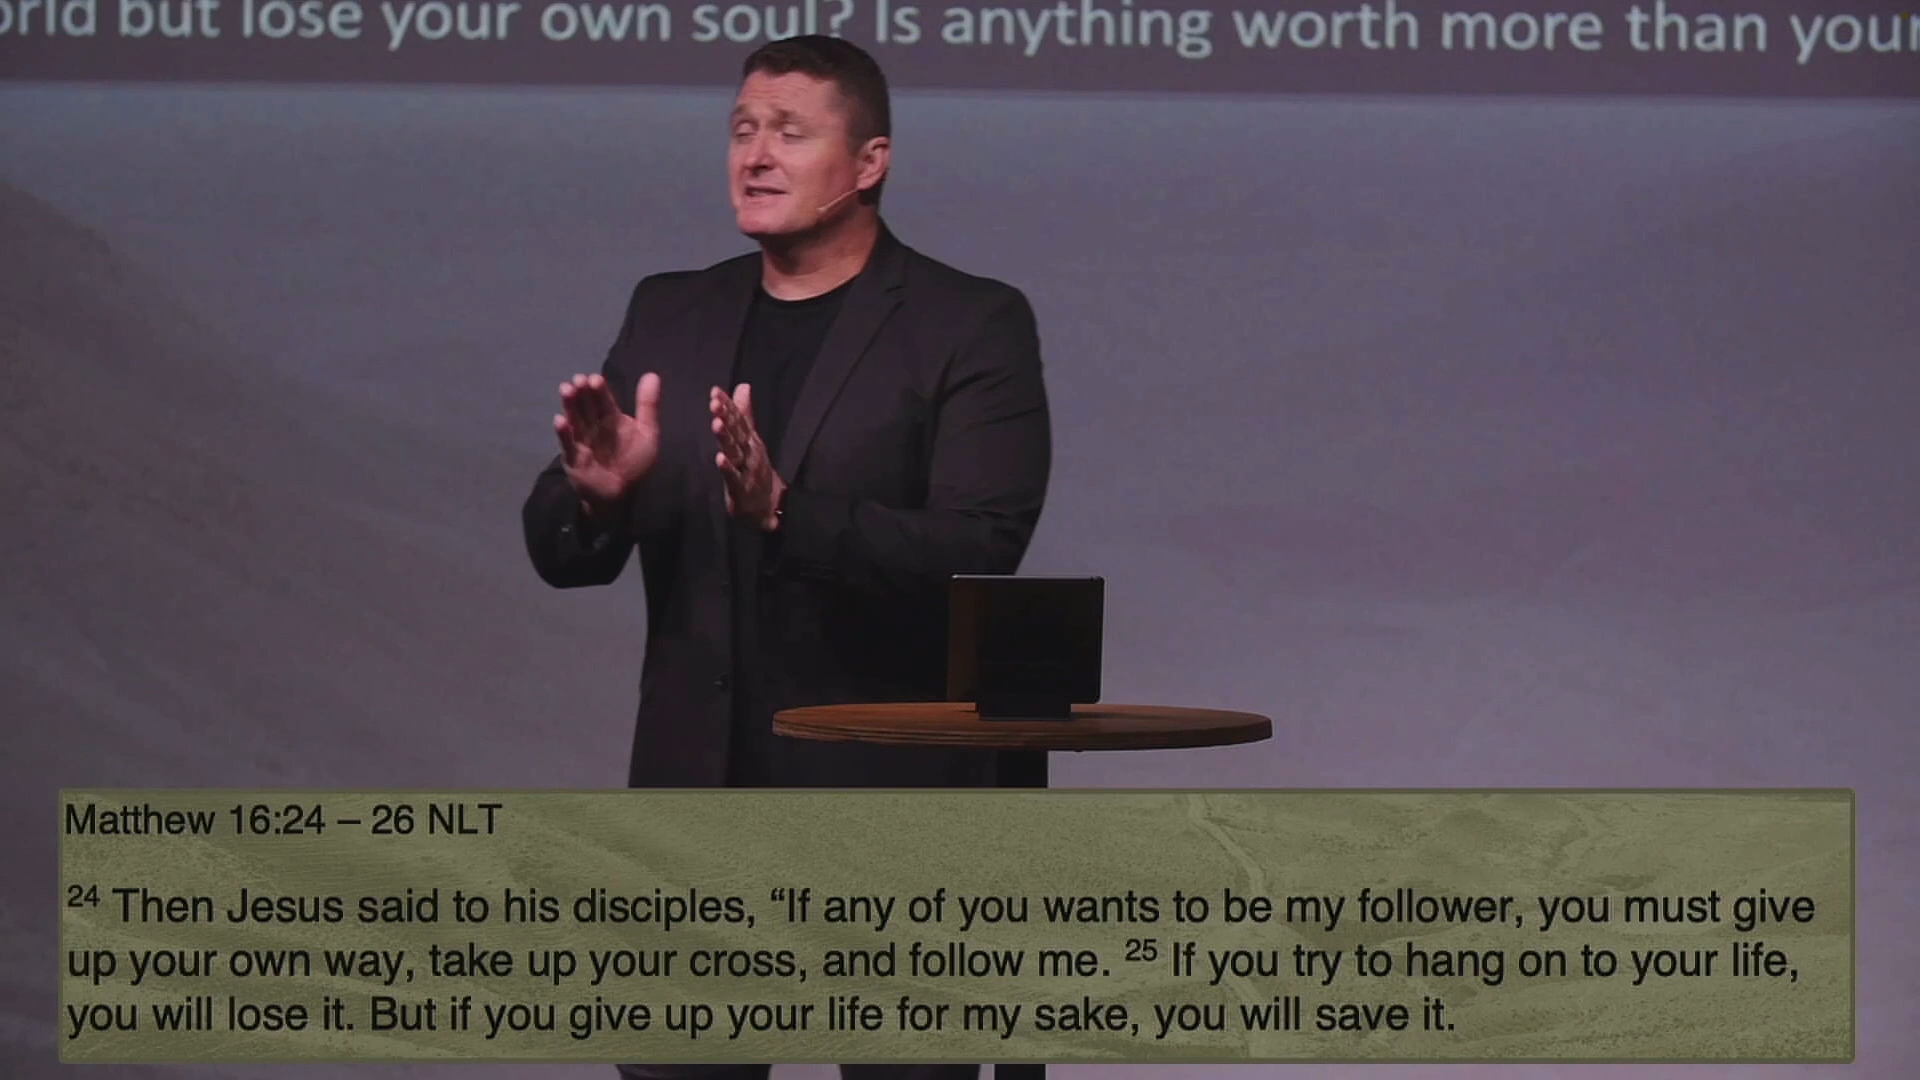 orld but lose your own soul? Is anything worth more than your
Matthew 16:24 – 26 NLT
24 Then Jesus said to his disciples, “If any of you wants to be my follower, you must give
up your own way, take up your cross, and follow me. 25 If you try to hang on to your life,
you will lose it. But if you give up your life for my sake, you will save it.